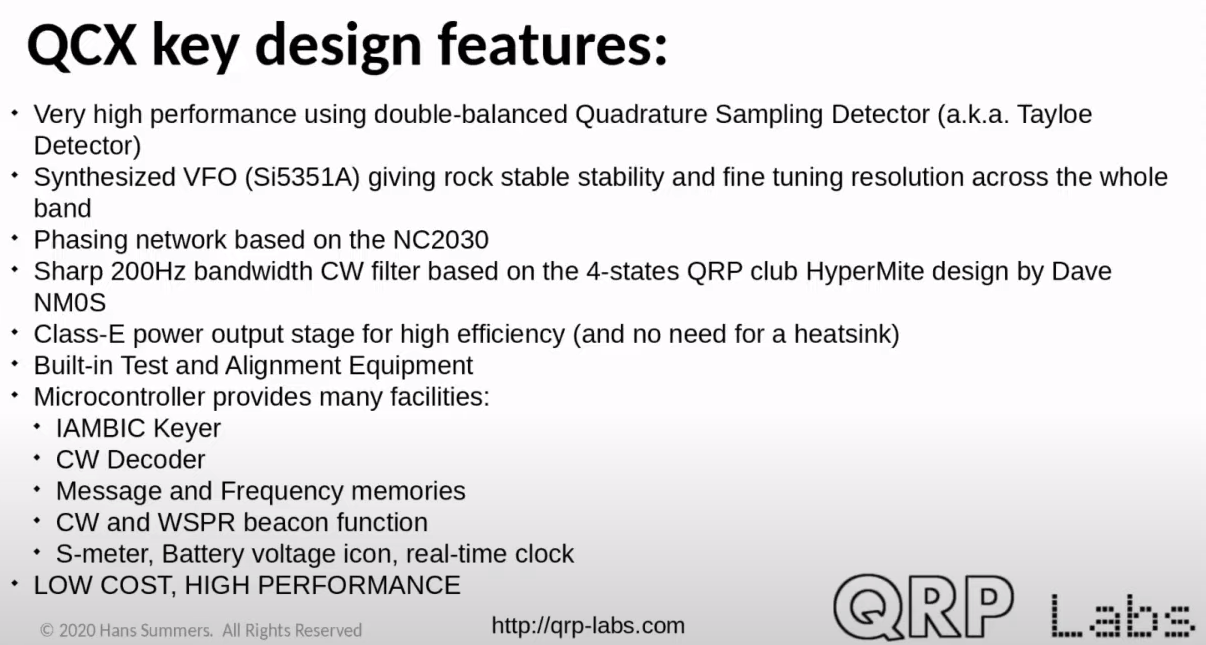 QCX key design features:
• Very high performance using double-balanced Quadrature Sampling Detector (a.k.a. Tayloe
Detector)
• Synthesized VFO (Si5351A) giving rock stable stability and fine tuning resolution across the whole
band
• Phasing network based on the NC2030
• Sharp 200Hz bandwidth CW filter based on the 4-states QRP club HyperMite design by Dave
NM0S
• Class-E power output stage for high efficiency (and no need for a heatsink)
• Built-in Test and Alignment Equipment
• Microcontroller provides many facilities:
• IAMBIC Keyer
• CW Decoder
• Message and Frequency memories
• CW and WSPR beacon function
• S-meter, Battery voltage icon, real-time clock
• LOW COST, HIGH PERFORMANCE
© 2020 Hans Summers. All Rights Reserved
http://qrp-labs.com
QRP Labs